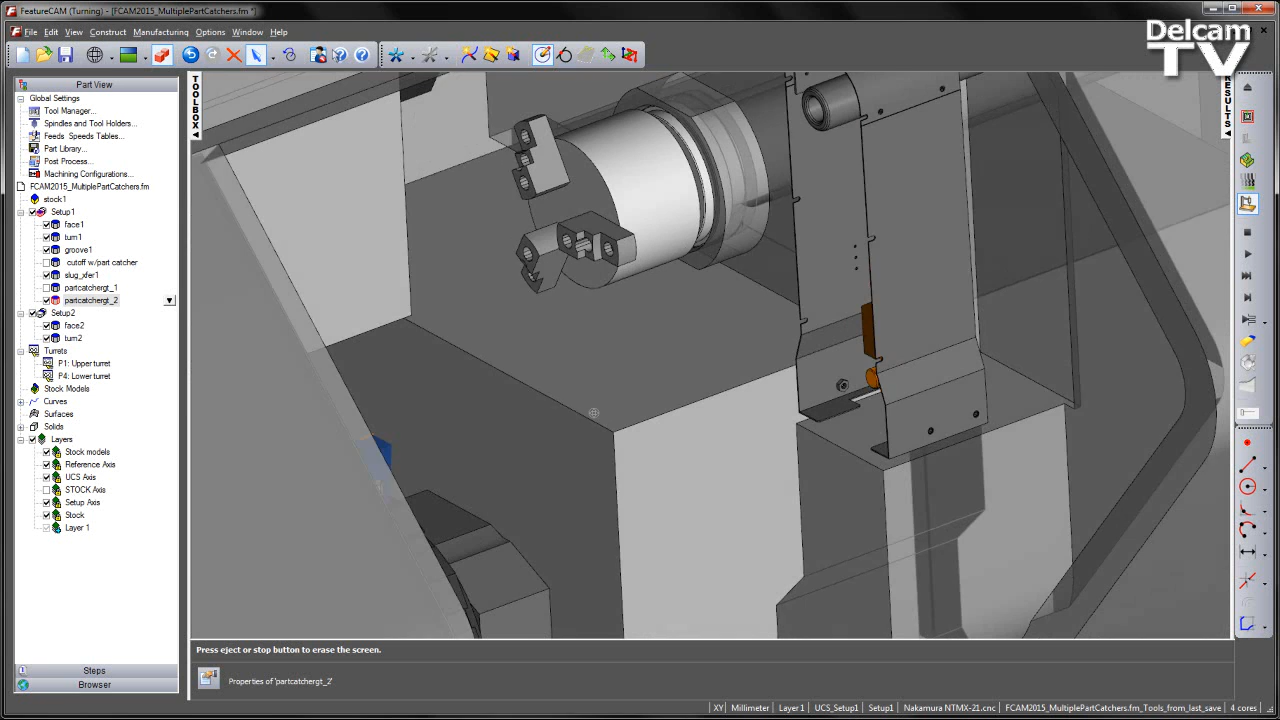 FeatureCAM (Turning) - [FCAM2015_MultiplePartCatchers.fm *]
File Edit View Construct Manufacturing Options Window Help
Delcam
TV
Part View
TOOLBOX
RESULTS
Global Settings
Tool Manager...
Spindles and Tool Holders...
Feeds Speeds Tables...
Part Library...
Post Process...
Machining Configurations...
FCAM2015_MultiplePartCatchers.fm
stock1
Setup1
face1
turn1
groove1
cutoff w/part catcher
slug_xfer1
partcatchergt_1
partcatchergt_2
Setup2
face2
turn2
Turrets
P1: Upper turret
P4: Lower turret
Stock Models
Curves
Surfaces
Solids
Layers
Stock models
Reference Axis
UCS Axis
STOCK Axis
Setup Axis
Stock
Layer 1
Steps
Browser
Press eject or stop button to erase the screen.
Properties of 'partcatchergt_2'
XY Millimeter Layer 1 UCS_Setup1 Setup1 Nakamura NTMX-21.cnc FCAM2015_MultiplePartCatchers.fm_Tools_from_last_save 4 cores